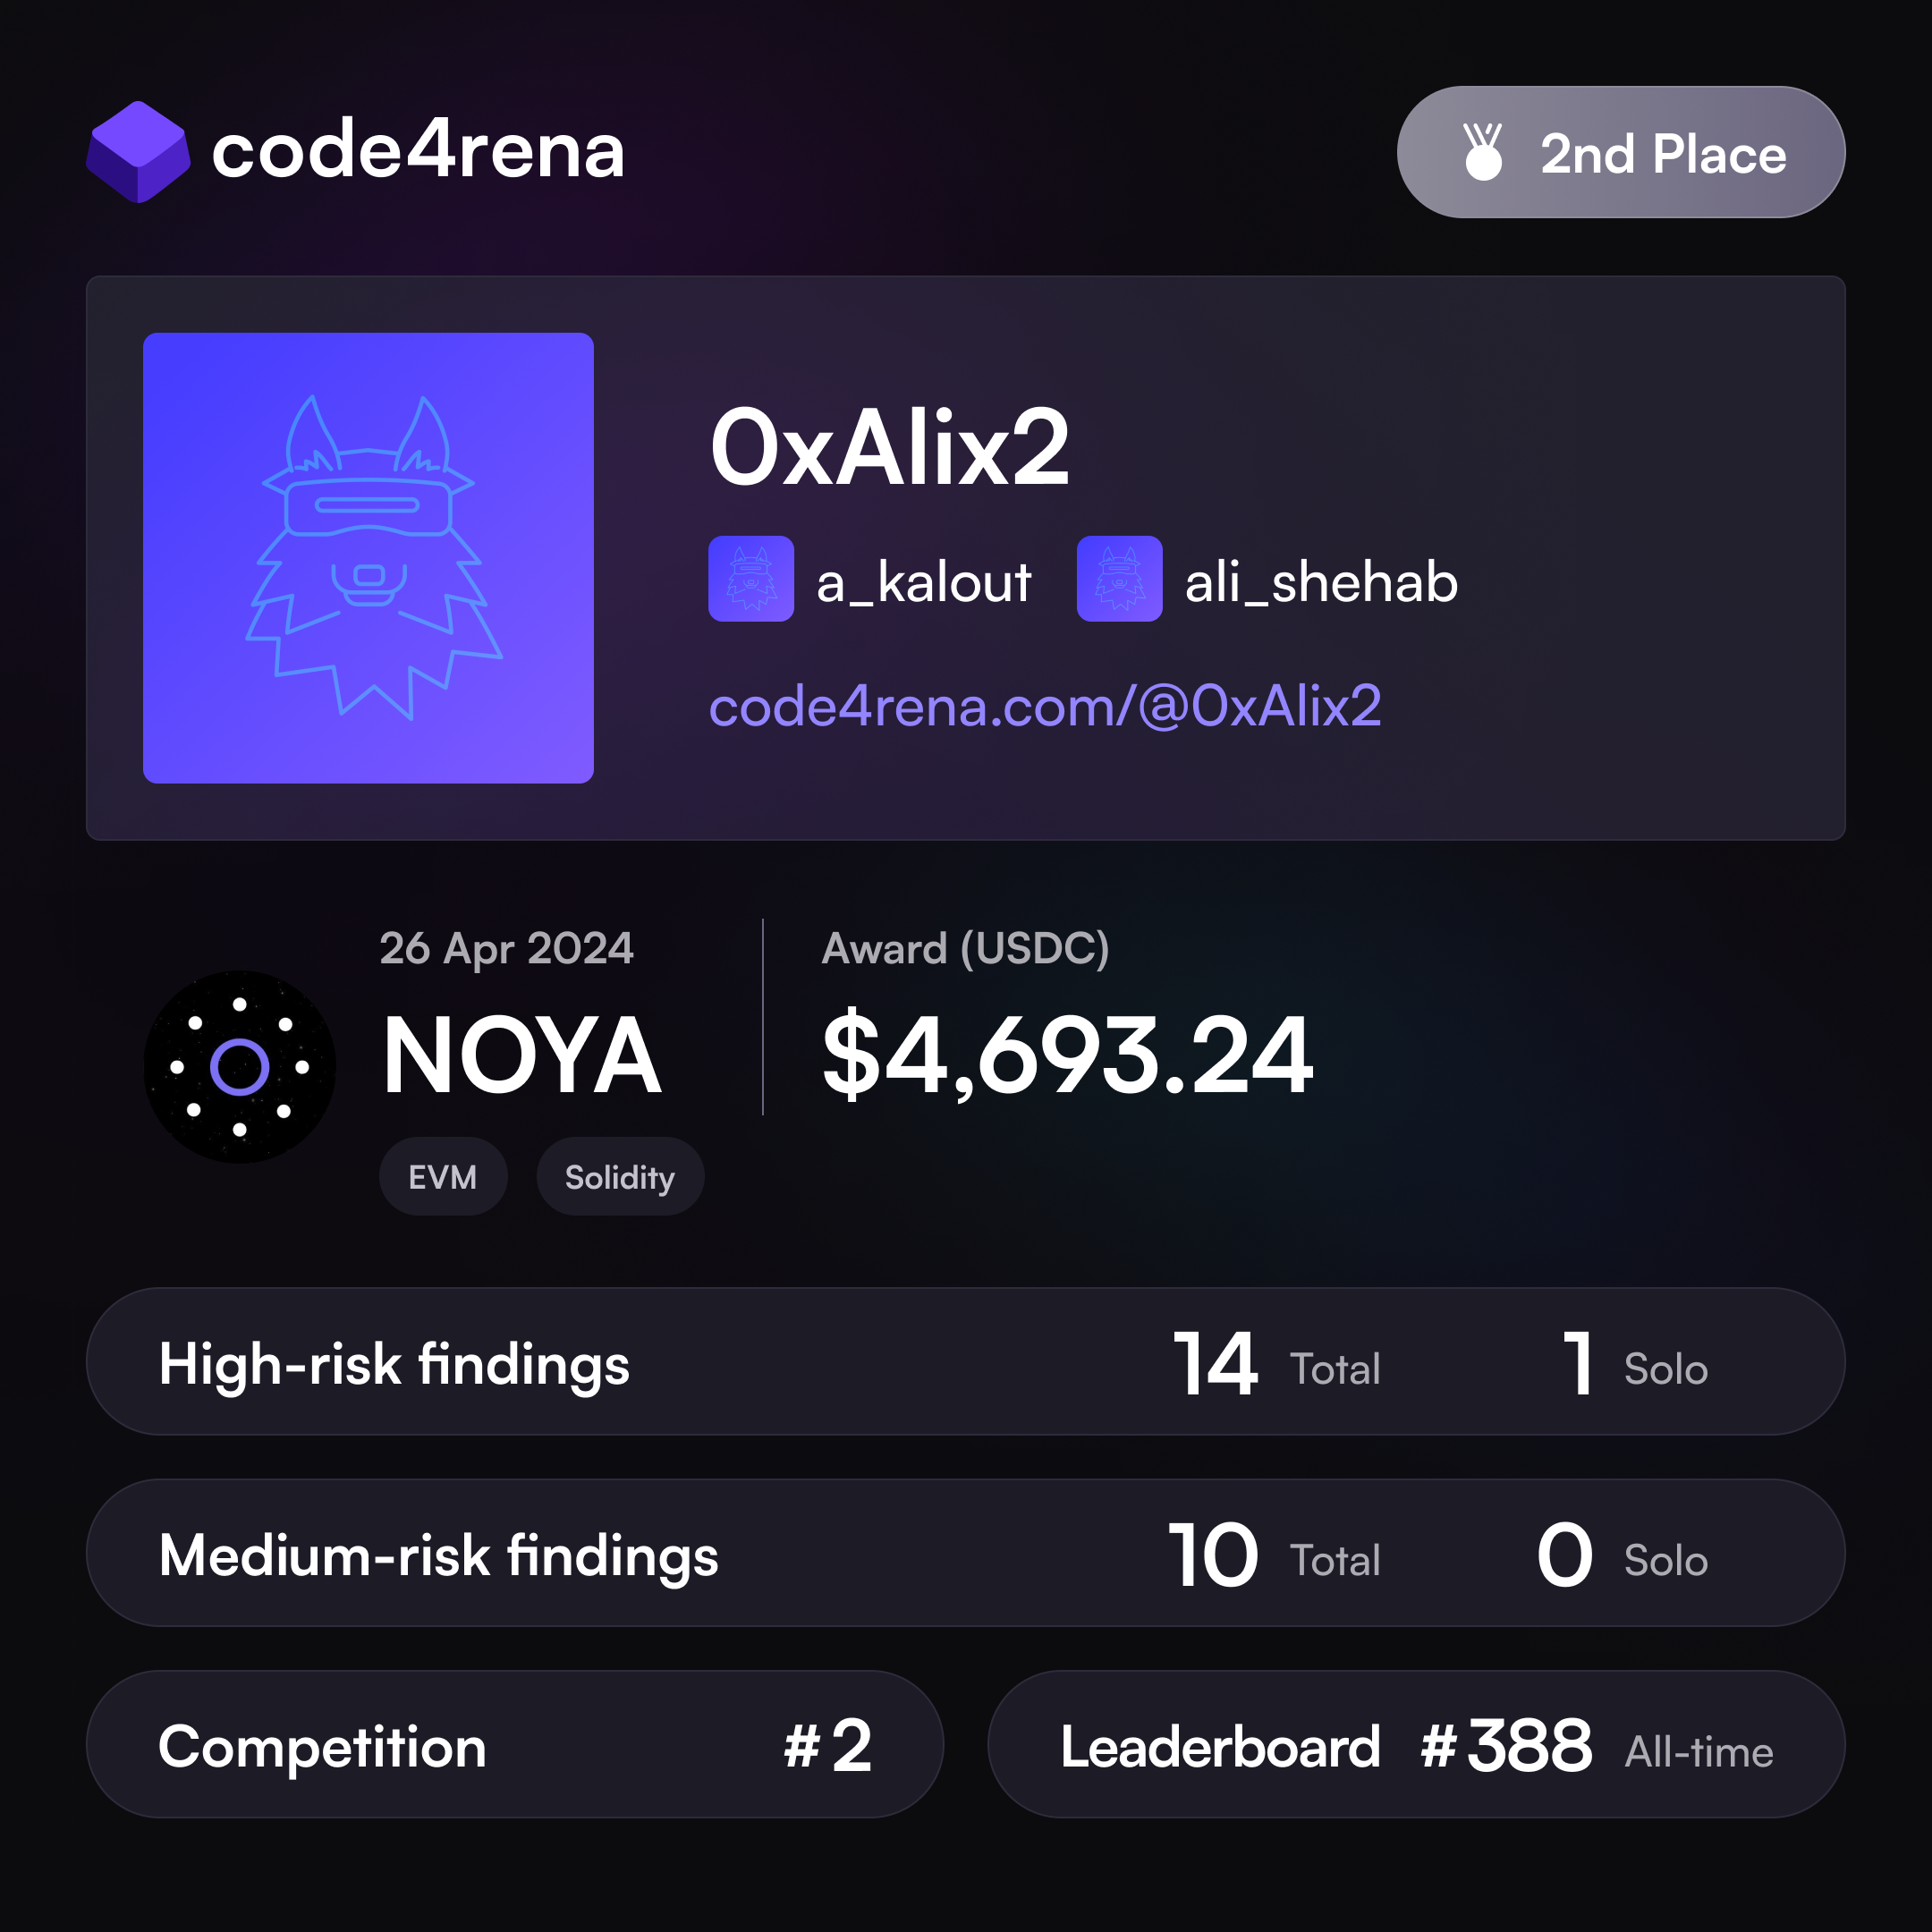 code4rena
2nd Place
0xAlix2
a_kalout ali_shehab
code4rena.com/@0xAlix2
26 Apr 2024
NOYA
EVM Solidity
Award (USDC)
$4,693.24
High-risk findings 14 Total 1 Solo
Medium-risk findings 10 Total 0 Solo
Competition #2
Leaderboard #388 All-time